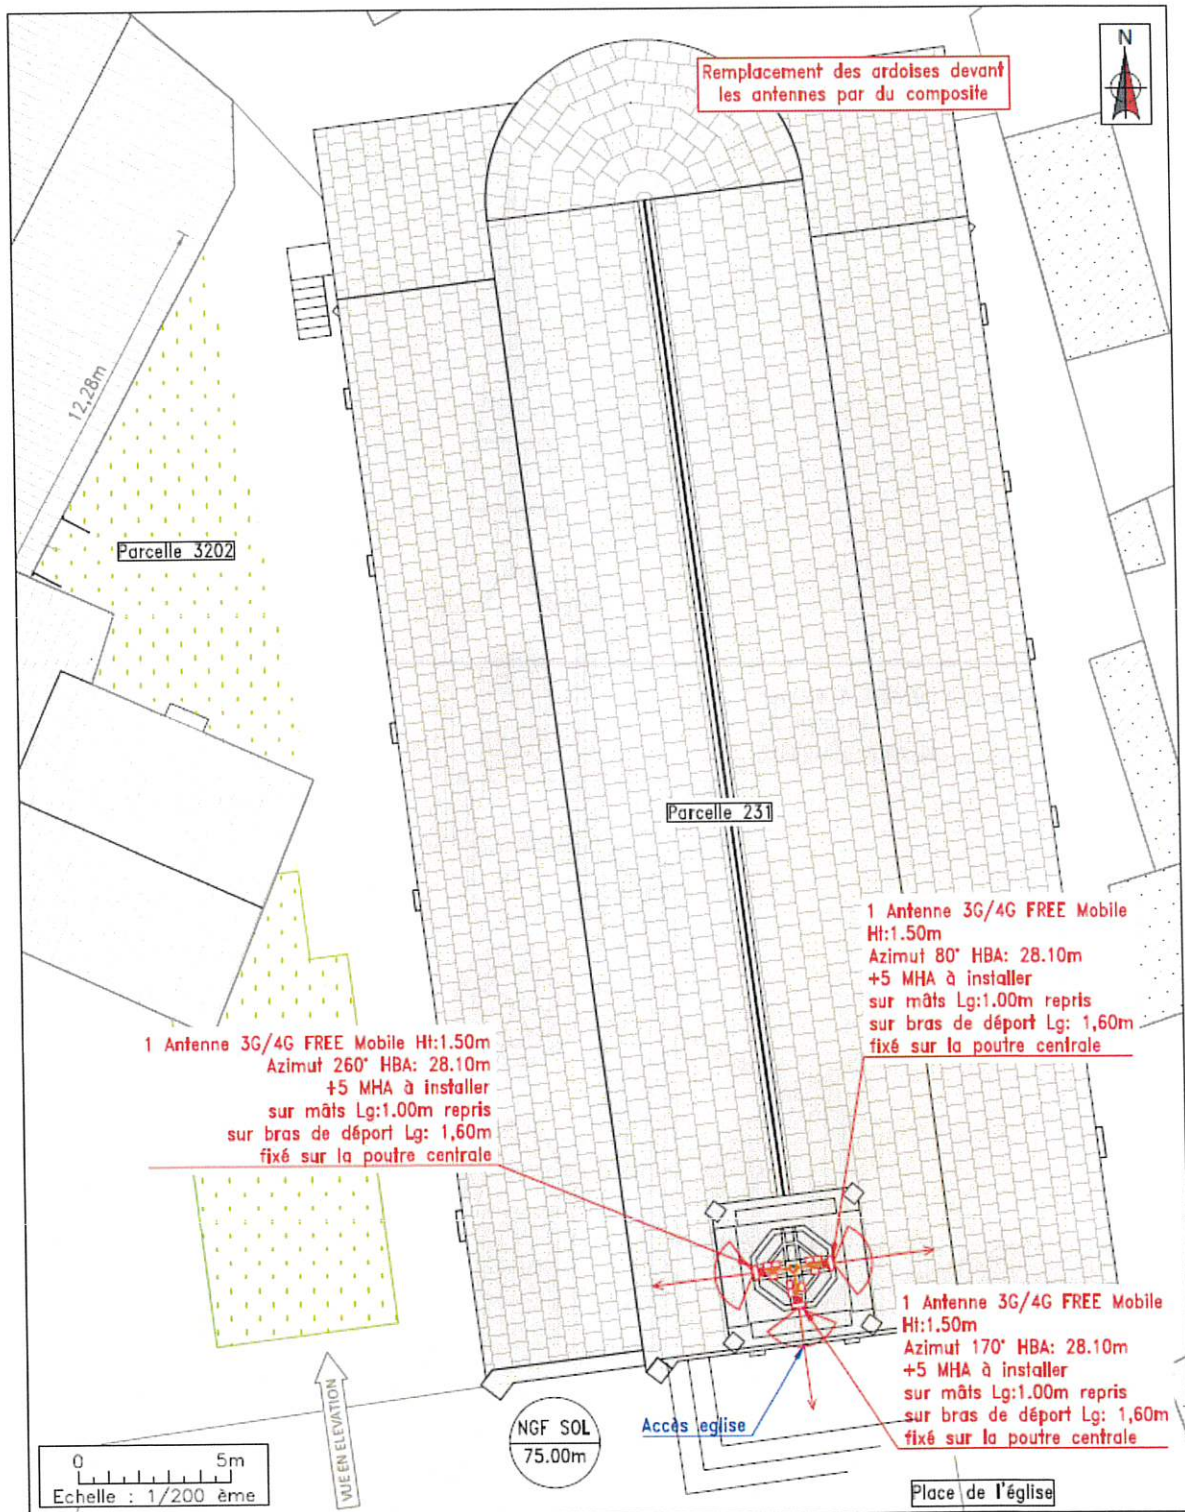 Remplacement des ardoises devant
les antennes par du composite
N
12,28m
Parcelle 3202
Parcelle 231
1 Antenne 3G/4G FREE Mobile
Ht:1.50m
Azimut 80° HBA: 28.10m
+5 MHA à installer
sur mâts Lg:1.00m repris
sur bras de déport Lg: 1,60m
fixé sur la poutre centrale
1 Antenne 3G/4G FREE Mobile Ht:1.50m
Azimut 260° HBA: 28.10m
+5 MHA à installer
sur mâts Lg:1.00m repris
sur bras de déport Lg: 1,60m
fixé sur la poutre centrale
1 Antenne 3G/4G FREE Mobile
Ht:1.50m
Azimut 170° HBA: 28.10m
+5 MHA à installer
sur mâts Lg:1.00m repris
sur bras de déport Lg: 1,60m
fixé sur la poutre centrale
VUE EN ELEVATION
NGF SOL
75.00m
Accès eglise
0 5m
Echelle : 1/200 ème
Place de l'église